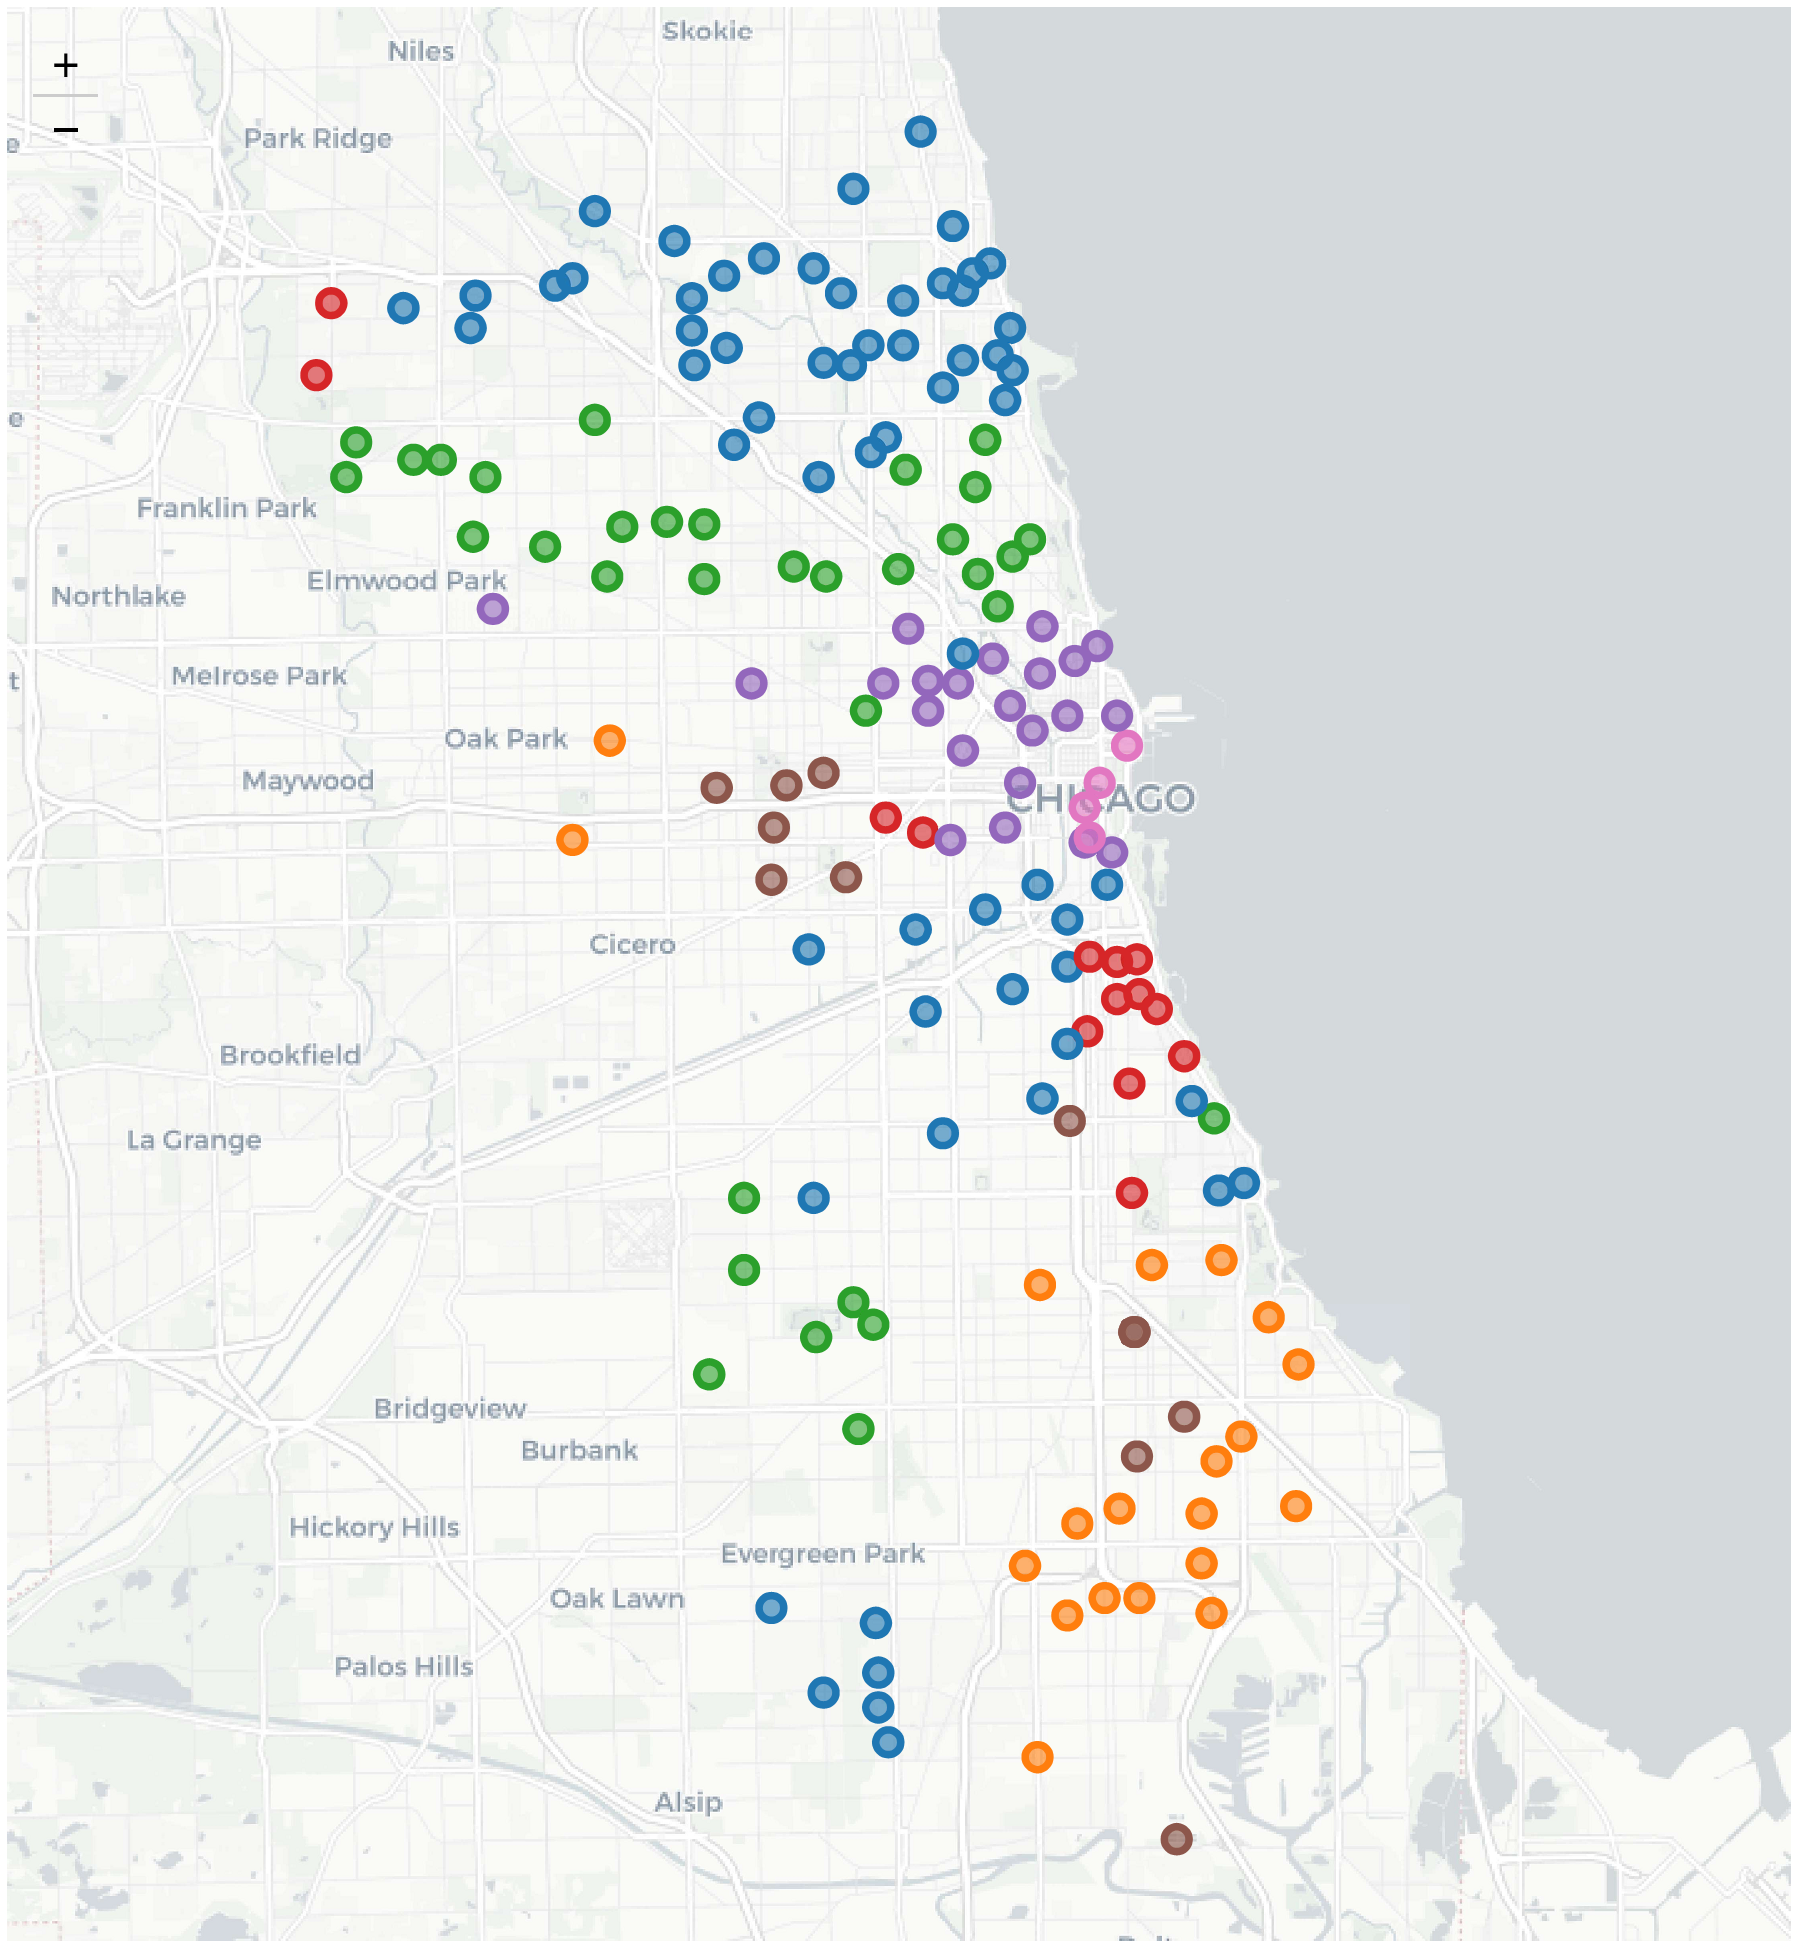 Skokie
Niles
+
−
Park Ridge
e
e
Franklin Park
Elmwood Park
Northlake
Melrose Park
t
Oak Park
Maywood
CHICAGO
Cicero
Brookfield
La Grange
Bridgeview
Burbank
Hickory Hills
Evergreen Park
Oak Lawn
Palos Hills
Alsip